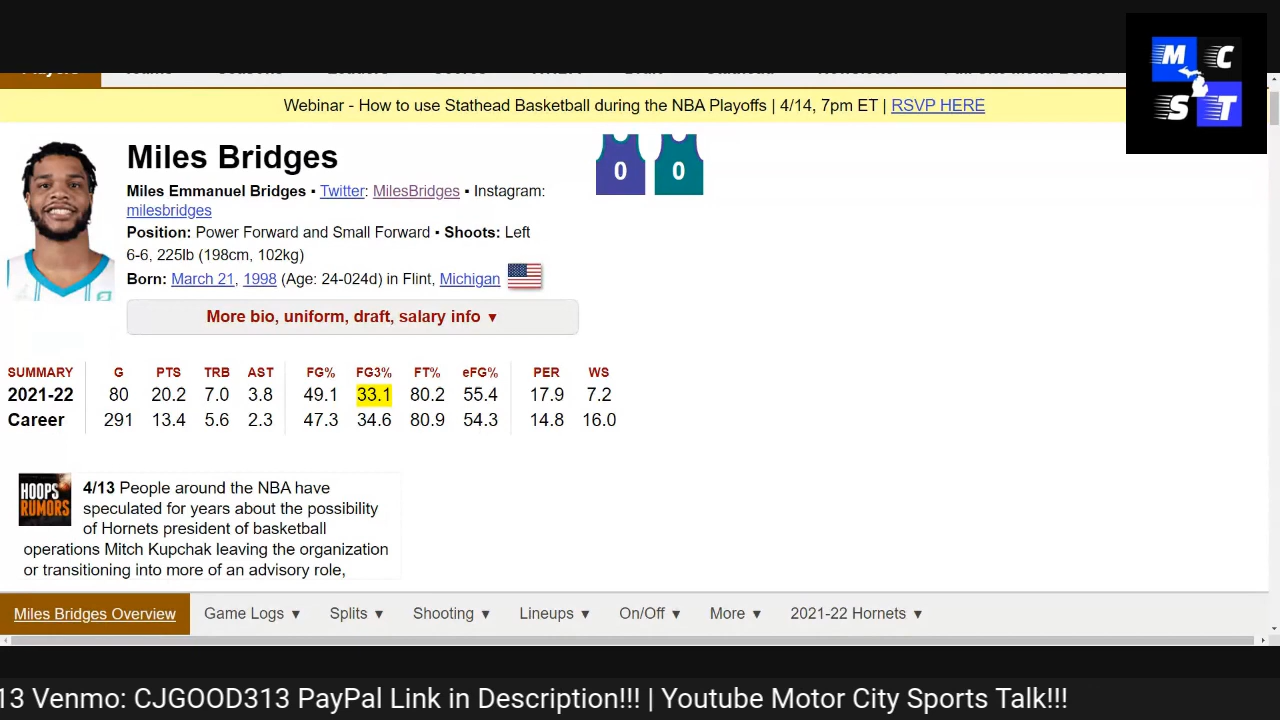 Webinar - How to use Stathead Basketball during the NBA Playoffs | 4/14, 7pm ET | RSVP HERE
M C
S T
Miles Bridges
0 0
Miles Emmanuel Bridges ▪ Twitter: MilesBridges ▪ Instagram:
milesbridges
Position: Power Forward and Small Forward ▪ Shoots: Left
6-6, 225lb (198cm, 102kg)
Born: March 21, 1998 (Age: 24-024d) in Flint, Michigan
More bio, uniform, draft, salary info ▼
SUMMARY G PTS TRB AST FG% FG3% FT% eFG% PER WS
2021-22 80 20.2 7.0 3.8 49.1 33.1 80.2 55.4 17.9 7.2
Career 291 13.4 5.6 2.3 47.3 34.6 80.9 54.3 14.8 16.0
HOOPS
RUMORS
4/13 People around the NBA have
speculated for years about the possibility
of Hornets president of basketball
operations Mitch Kupchak leaving the organization
or transitioning into more of an advisory role,
Miles Bridges Overview Game Logs ▼ Splits ▼ Shooting ▼ Lineups ▼ On/Off ▼ More ▼ 2021-22 Hornets ▼
13 Venmo: CJGOOD313 PayPal Link in Description!!! | Youtube Motor City Sports Talk!!!